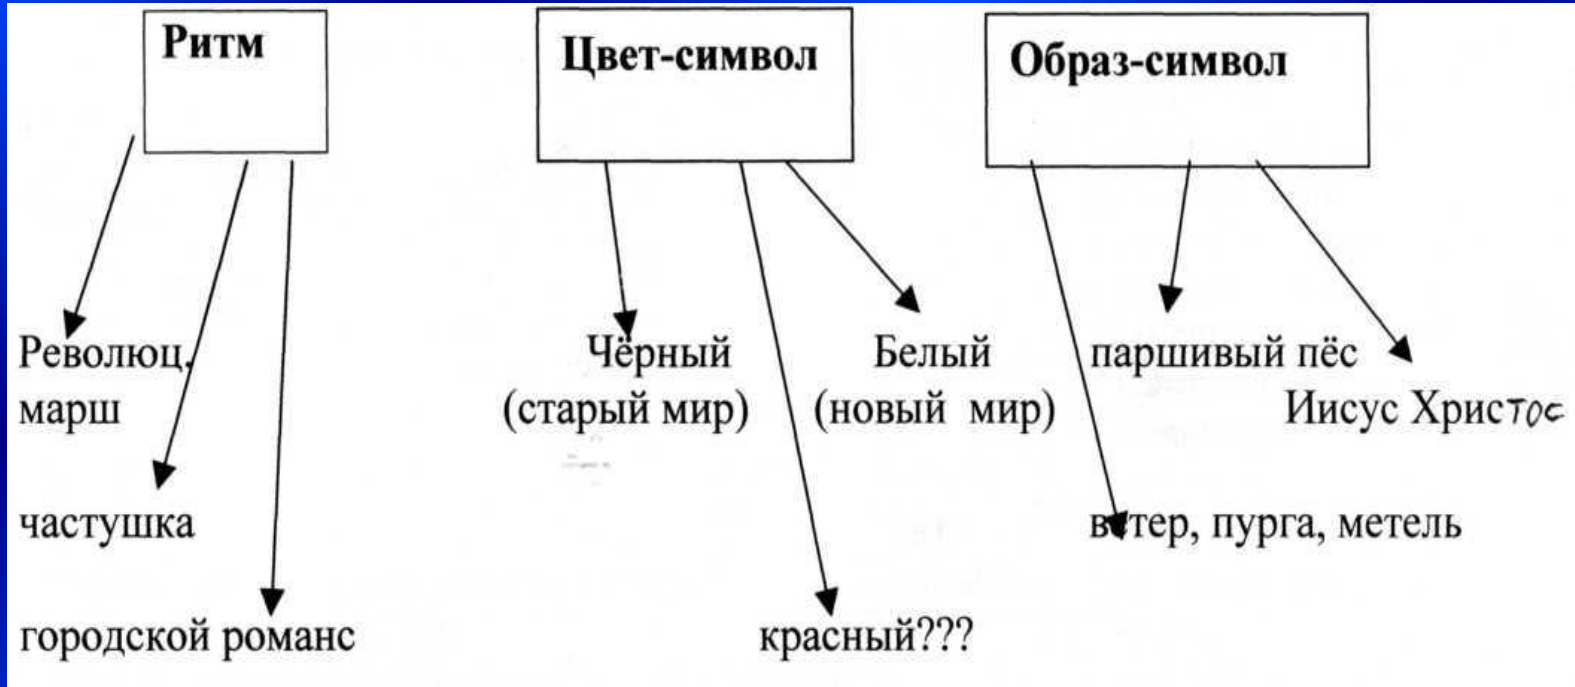 Ритм
Цвет-символ
Образ-символ
Революц.
марш
частушка
городской романс
Чёрный
(старый мир)
Белый
(новый мир)
красный???
паршивый пёс
Иисус Христос
ветер, пурга, метель